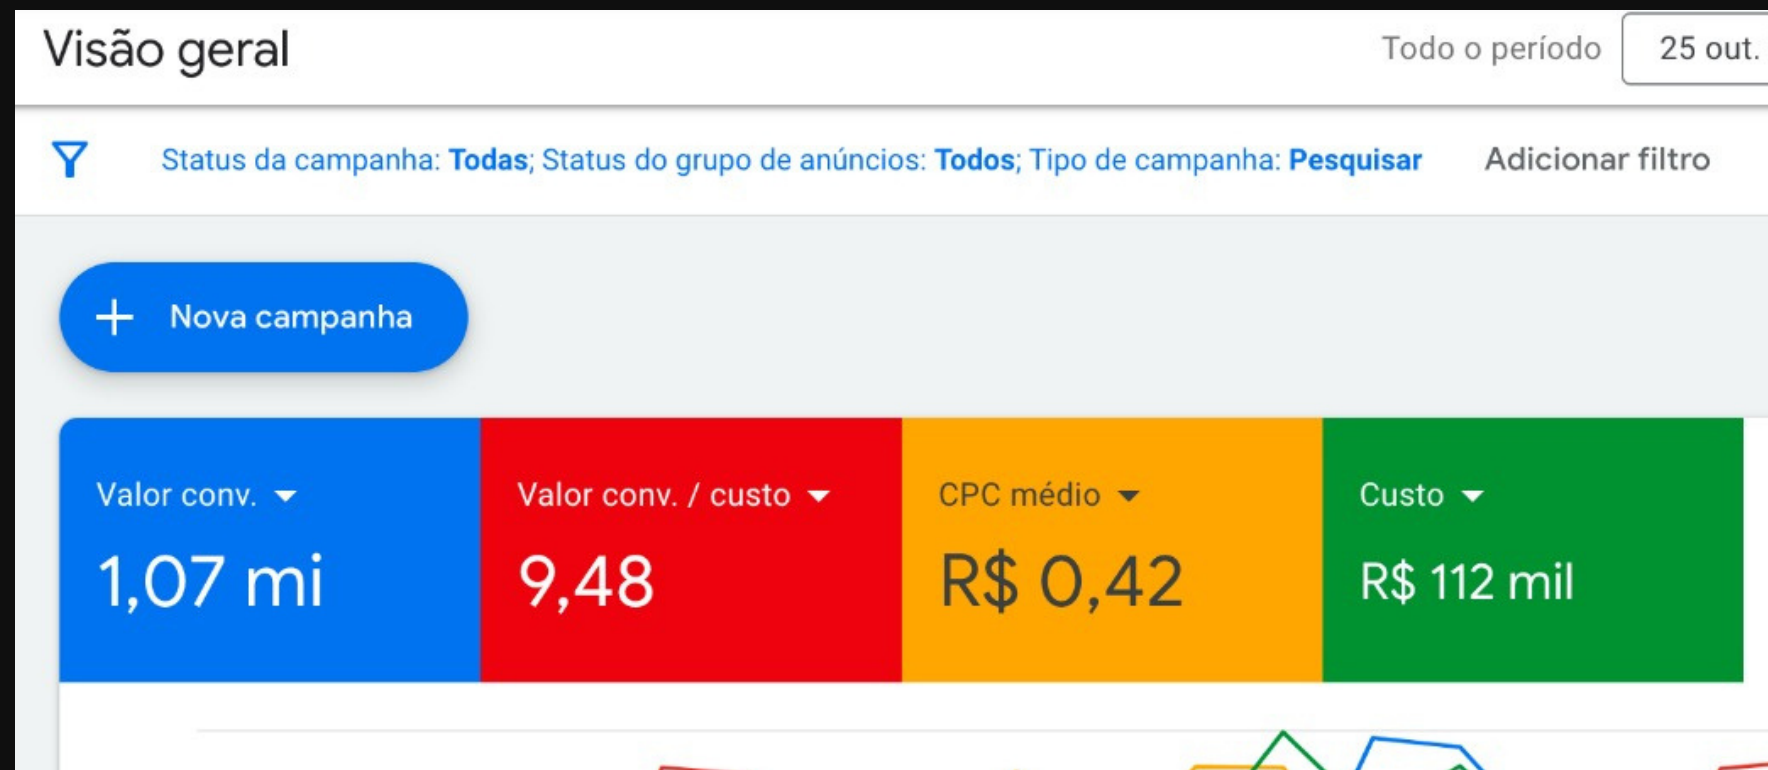 Visão geral
Todo o período
25 out.
Status da campanha: Todas; Status do grupo de anúncios: Todos; Tipo de campanha: Pesquisar
Adicionar filtro
+ Nova campanha
Valor conv.
1,07 mi
Valor conv. / custo
9,48
CPC médio
R$ 0,42
Custo
R$ 112 mil